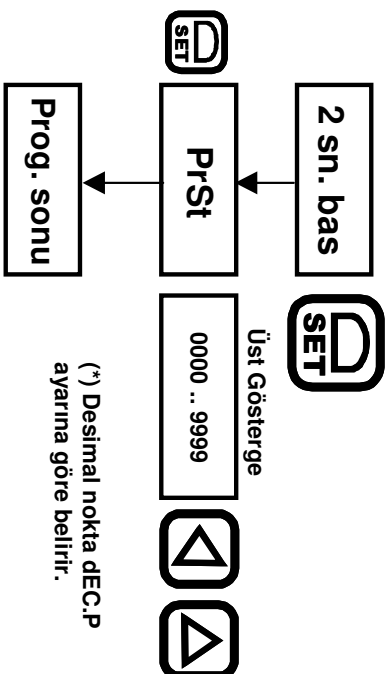 2 sn. bas
SET
Üst Gösterge
SET
PrSt
0000 .. 9999
Prog. sonu
(*) Desimal nokta dEC.P
ayarına göre belirir.